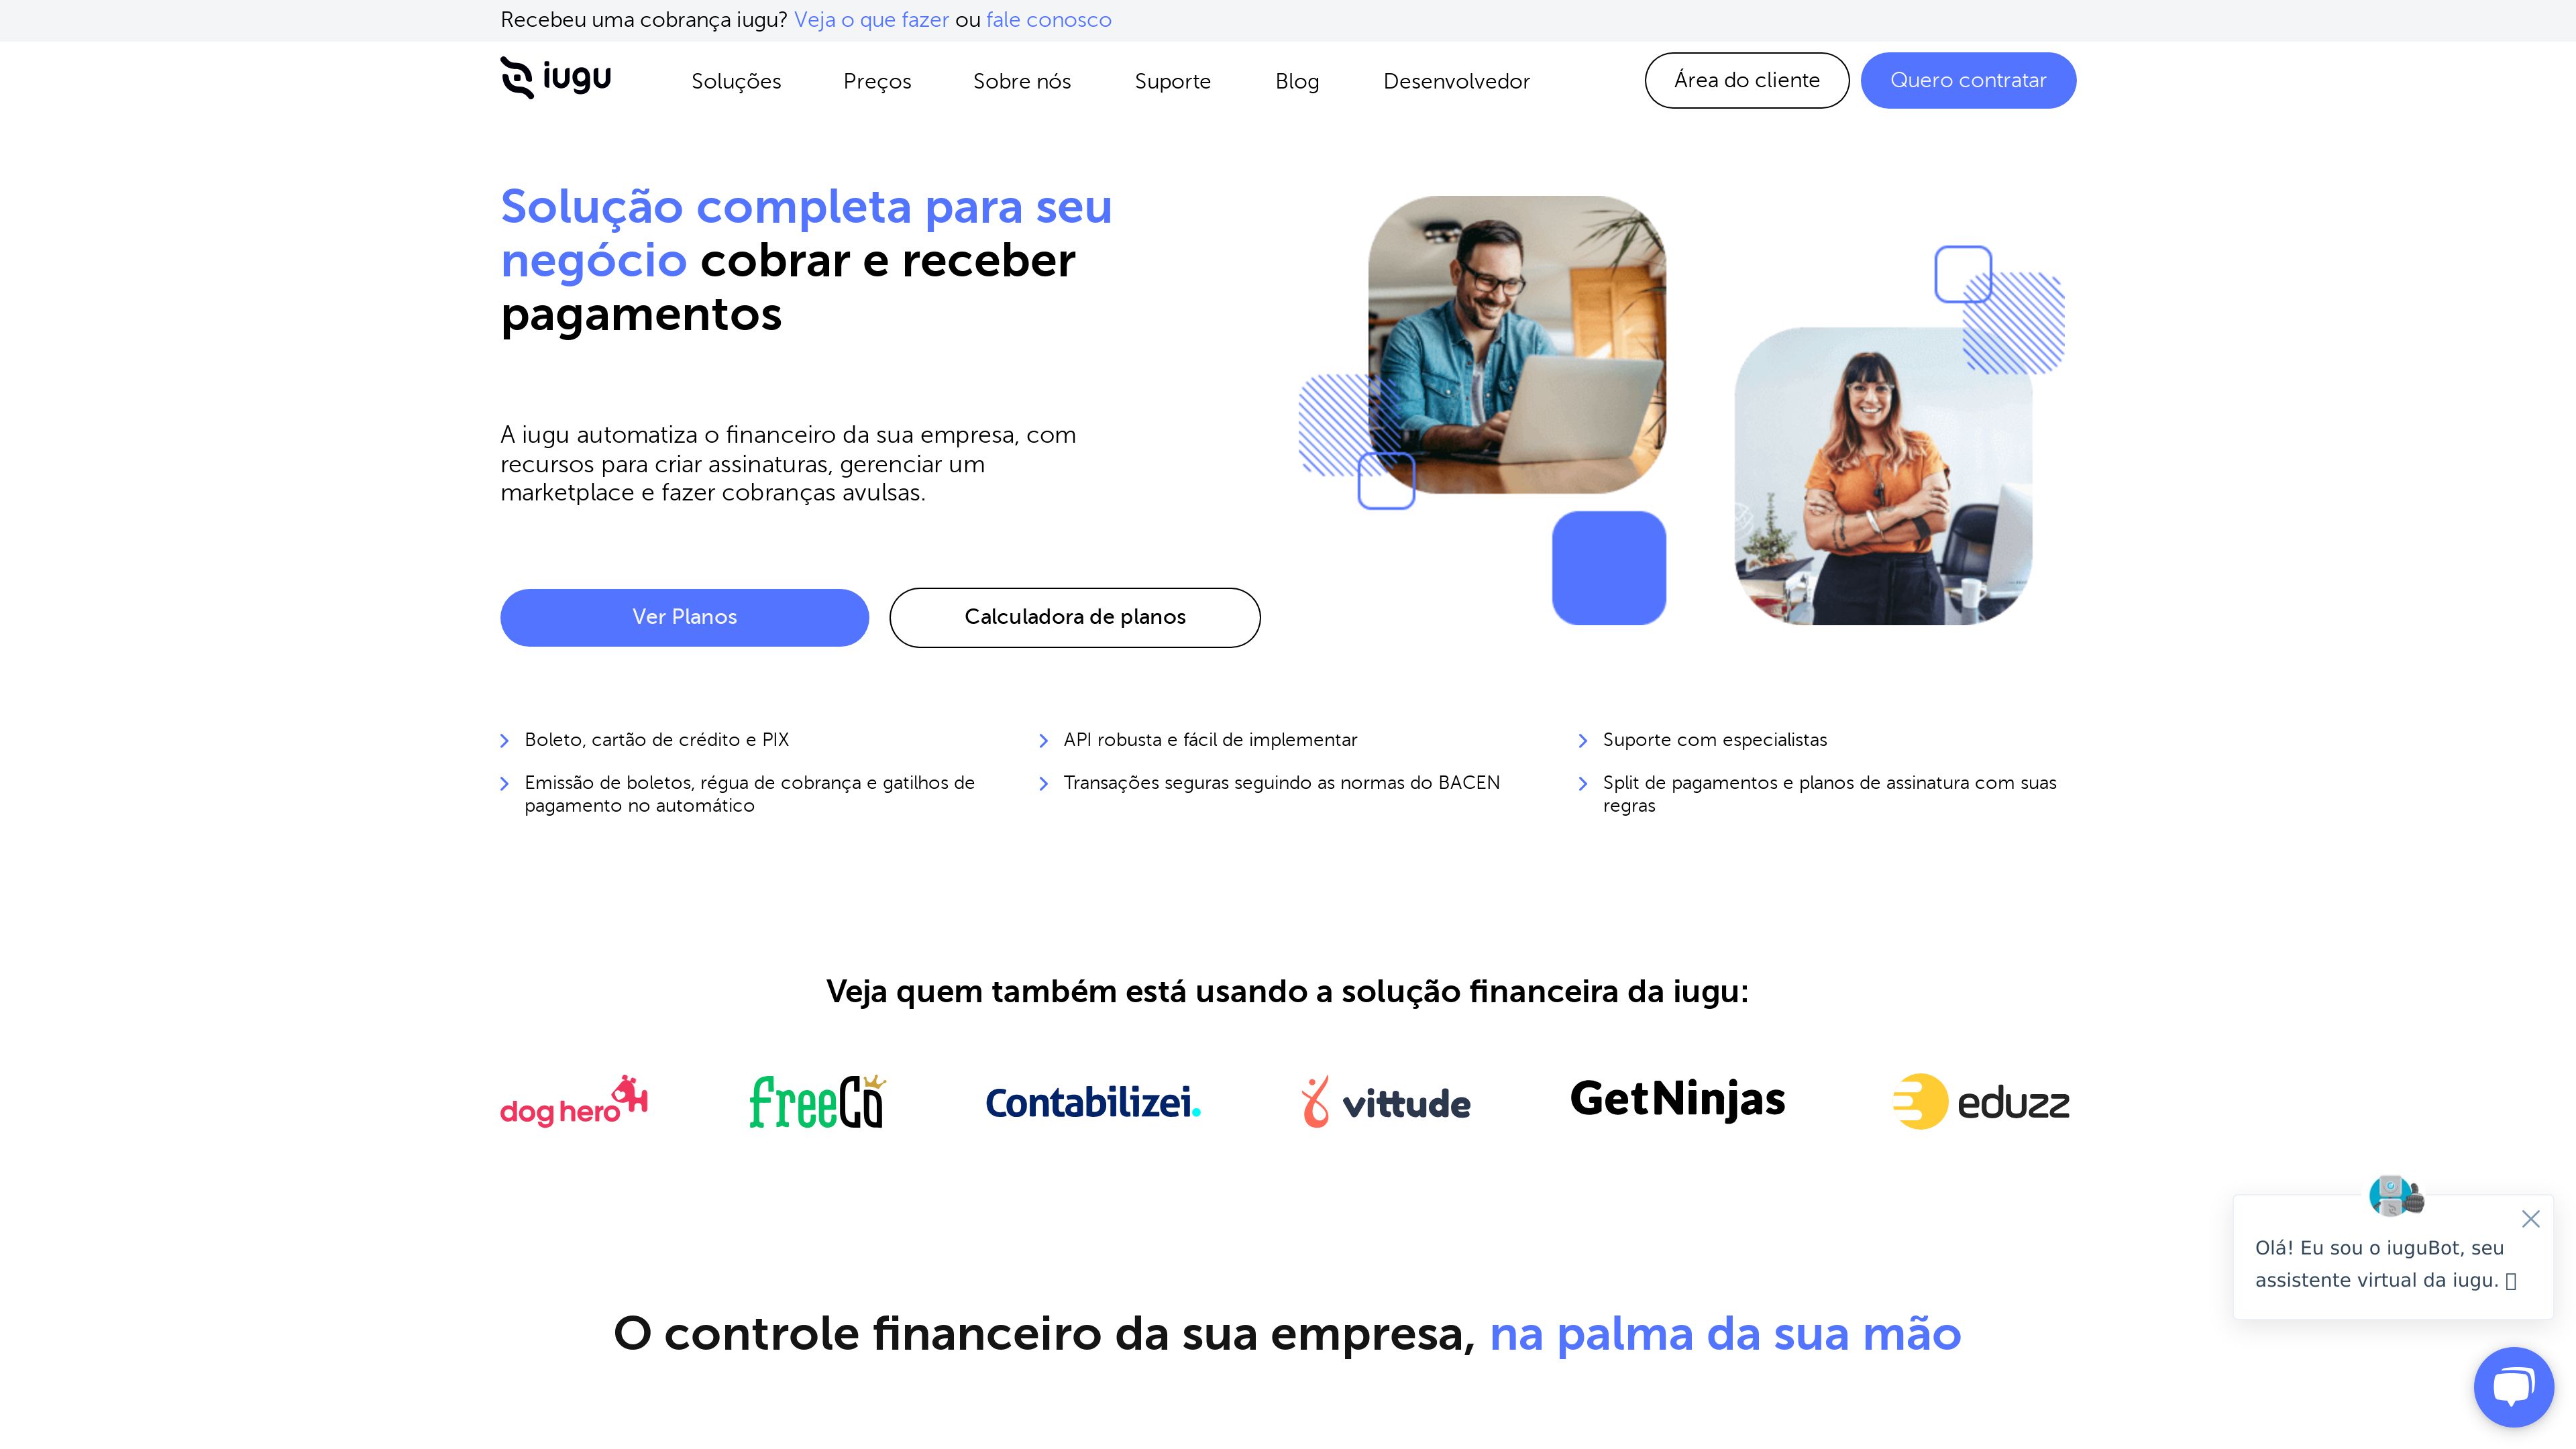 Recebeu uma cobrança iugu? Veja o que fazer ou fale conosco
iugu
Soluções
Preços
Sobre nós
Suporte
Blog
Desenvolvedor
Área do cliente
Quero contratar
Solução completa para seu
negócio cobrar e receber
pagamentos
A iugu automatiza o financeiro da sua empresa, com
recursos para criar assinaturas, gerenciar um
marketplace e fazer cobranças avulsas.
Ver Planos
Calculadora de planos
Boleto, cartão de crédito e PIX
Emissão de boletos, régua de cobrança e gatilhos de
pagamento no automático
API robusta e fácil de implementar
Transações seguras seguindo as normas do BACEN
Suporte com especialistas
Split de pagamentos e planos de assinatura com suas
regras
Veja quem também está usando a solução financeira da iugu:
dog hero
freeCo
Contabilizei.
vittude
GetNinjas
eduzz
Olá! Eu sou o iuguBot, seu
assistente virtual da iugu.
O controle financeiro da sua empresa, na palma da sua mão